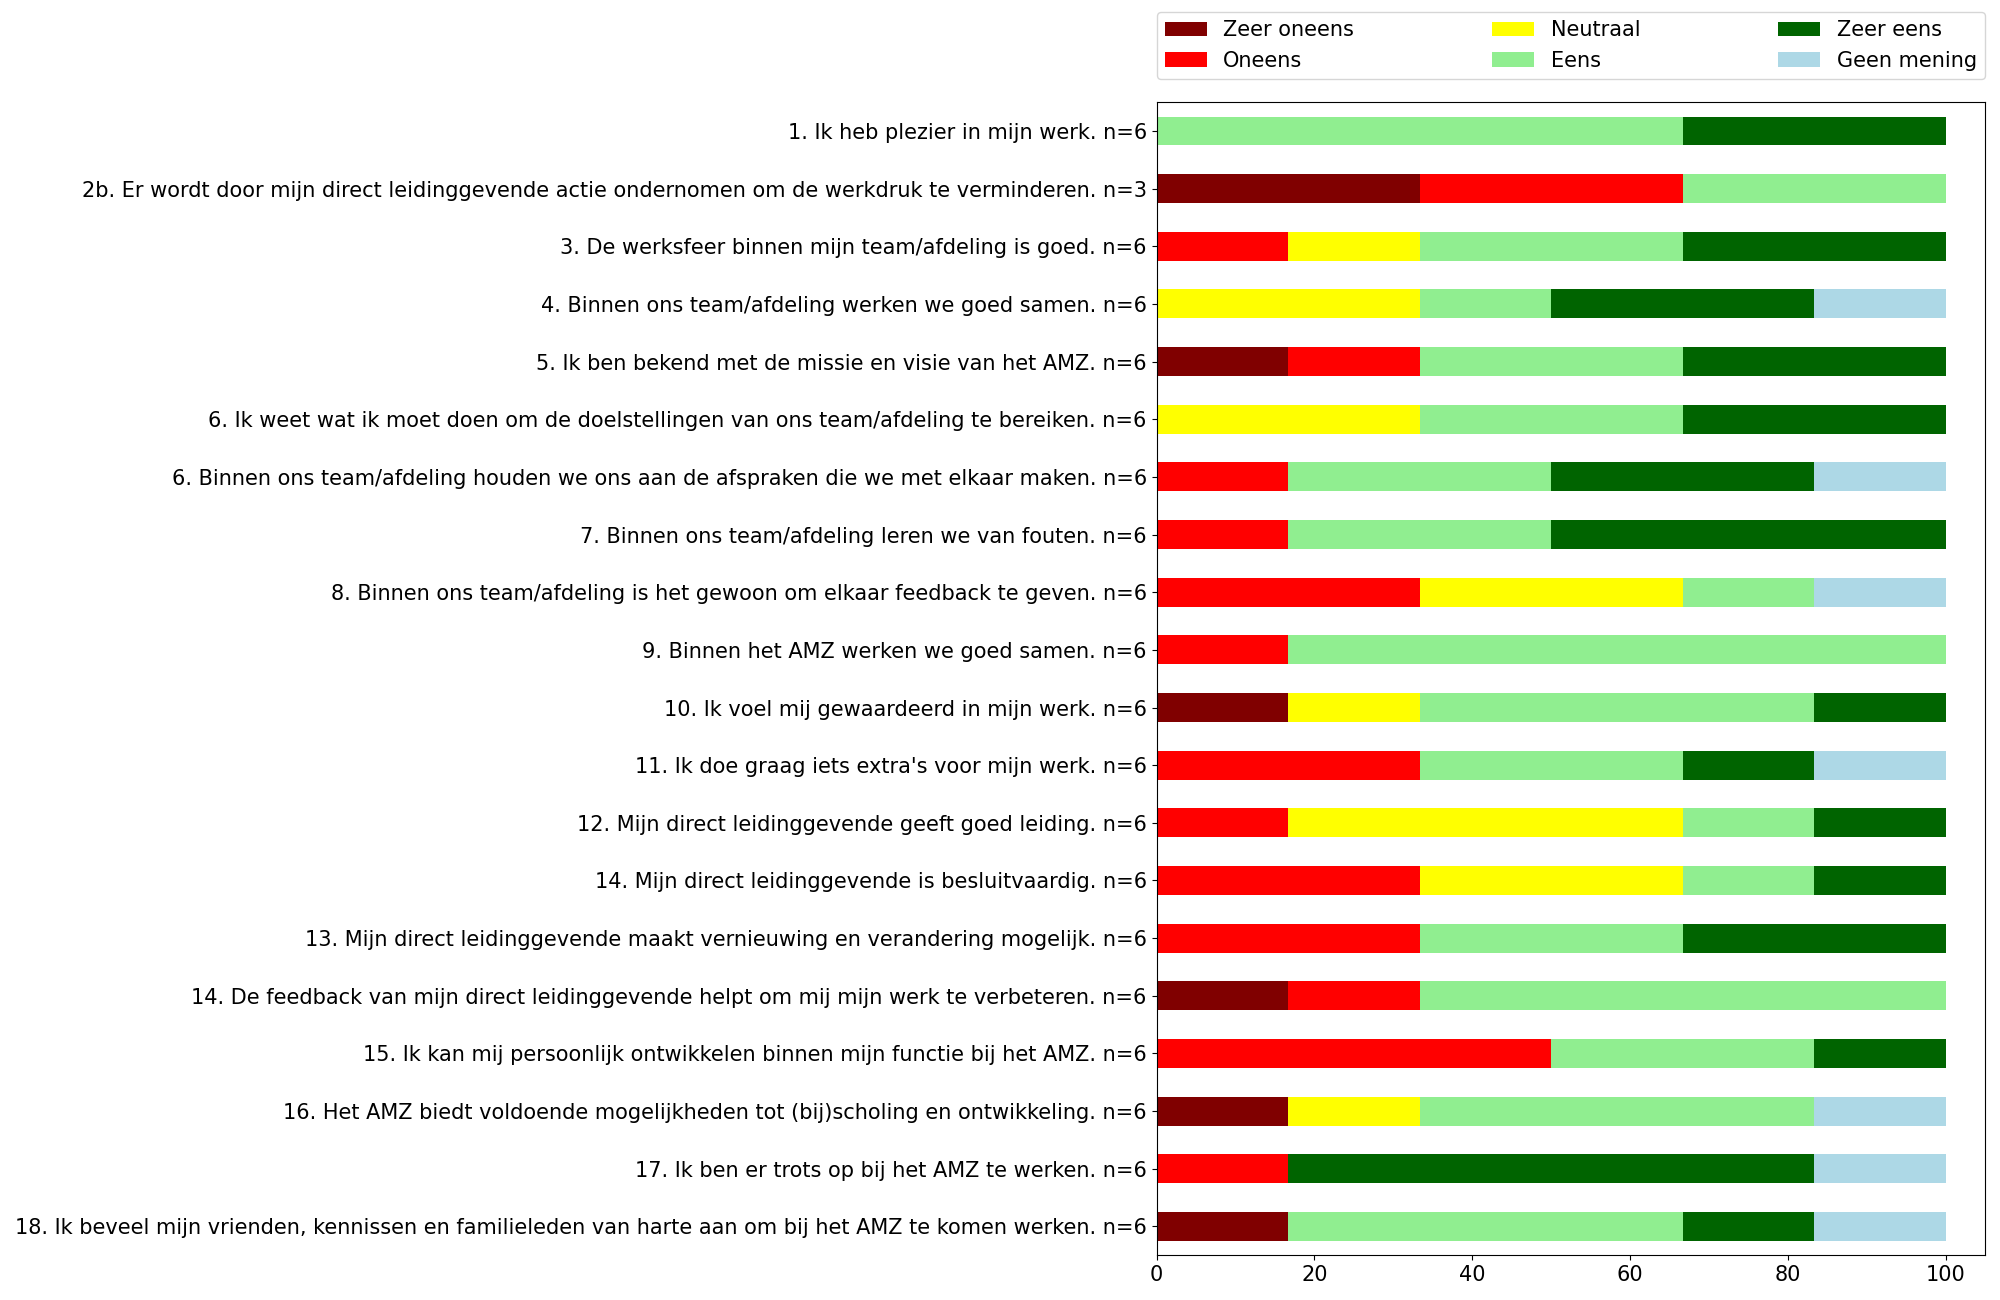 Zeer oneens Neutraal Zeer eens
Oneens Eens Geen mening
1. Ik heb plezier in mijn werk. n=6
2b. Er wordt door mijn direct leidinggevende actie ondernomen om de werkdruk te verminderen. n=3
3. De werksfeer binnen mijn team/afdeling is goed. n=6
4. Binnen ons team/afdeling werken we goed samen. n=6
5. Ik ben bekend met de missie en visie van het AMZ. n=6
6. Ik weet wat ik moet doen om de doelstellingen van ons team/afdeling te bereiken. n=6
6. Binnen ons team/afdeling houden we ons aan de afspraken die we met elkaar maken. n=6
7. Binnen ons team/afdeling leren we van fouten. n=6
8. Binnen ons team/afdeling is het gewoon om elkaar feedback te geven. n=6
9. Binnen het AMZ werken we goed samen. n=6
10. Ik voel mij gewaardeerd in mijn werk. n=6
11. Ik doe graag iets extra's voor mijn werk. n=6
12. Mijn direct leidinggevende geeft goed leiding. n=6
14. Mijn direct leidinggevende is besluitvaardig. n=6
13. Mijn direct leidinggevende maakt vernieuwing en verandering mogelijk. n=6
14. De feedback van mijn direct leidinggevende helpt om mij mijn werk te verbeteren. n=6
15. Ik kan mij persoonlijk ontwikkelen binnen mijn functie bij het AMZ. n=6
16. Het AMZ biedt voldoende mogelijkheden tot (bij)scholing en ontwikkeling. n=6
17. Ik ben er trots op bij het AMZ te werken. n=6
18. Ik beveel mijn vrienden, kennissen en familieleden van harte aan om bij het AMZ te komen werken. n=6
0 20 40 60 80 100